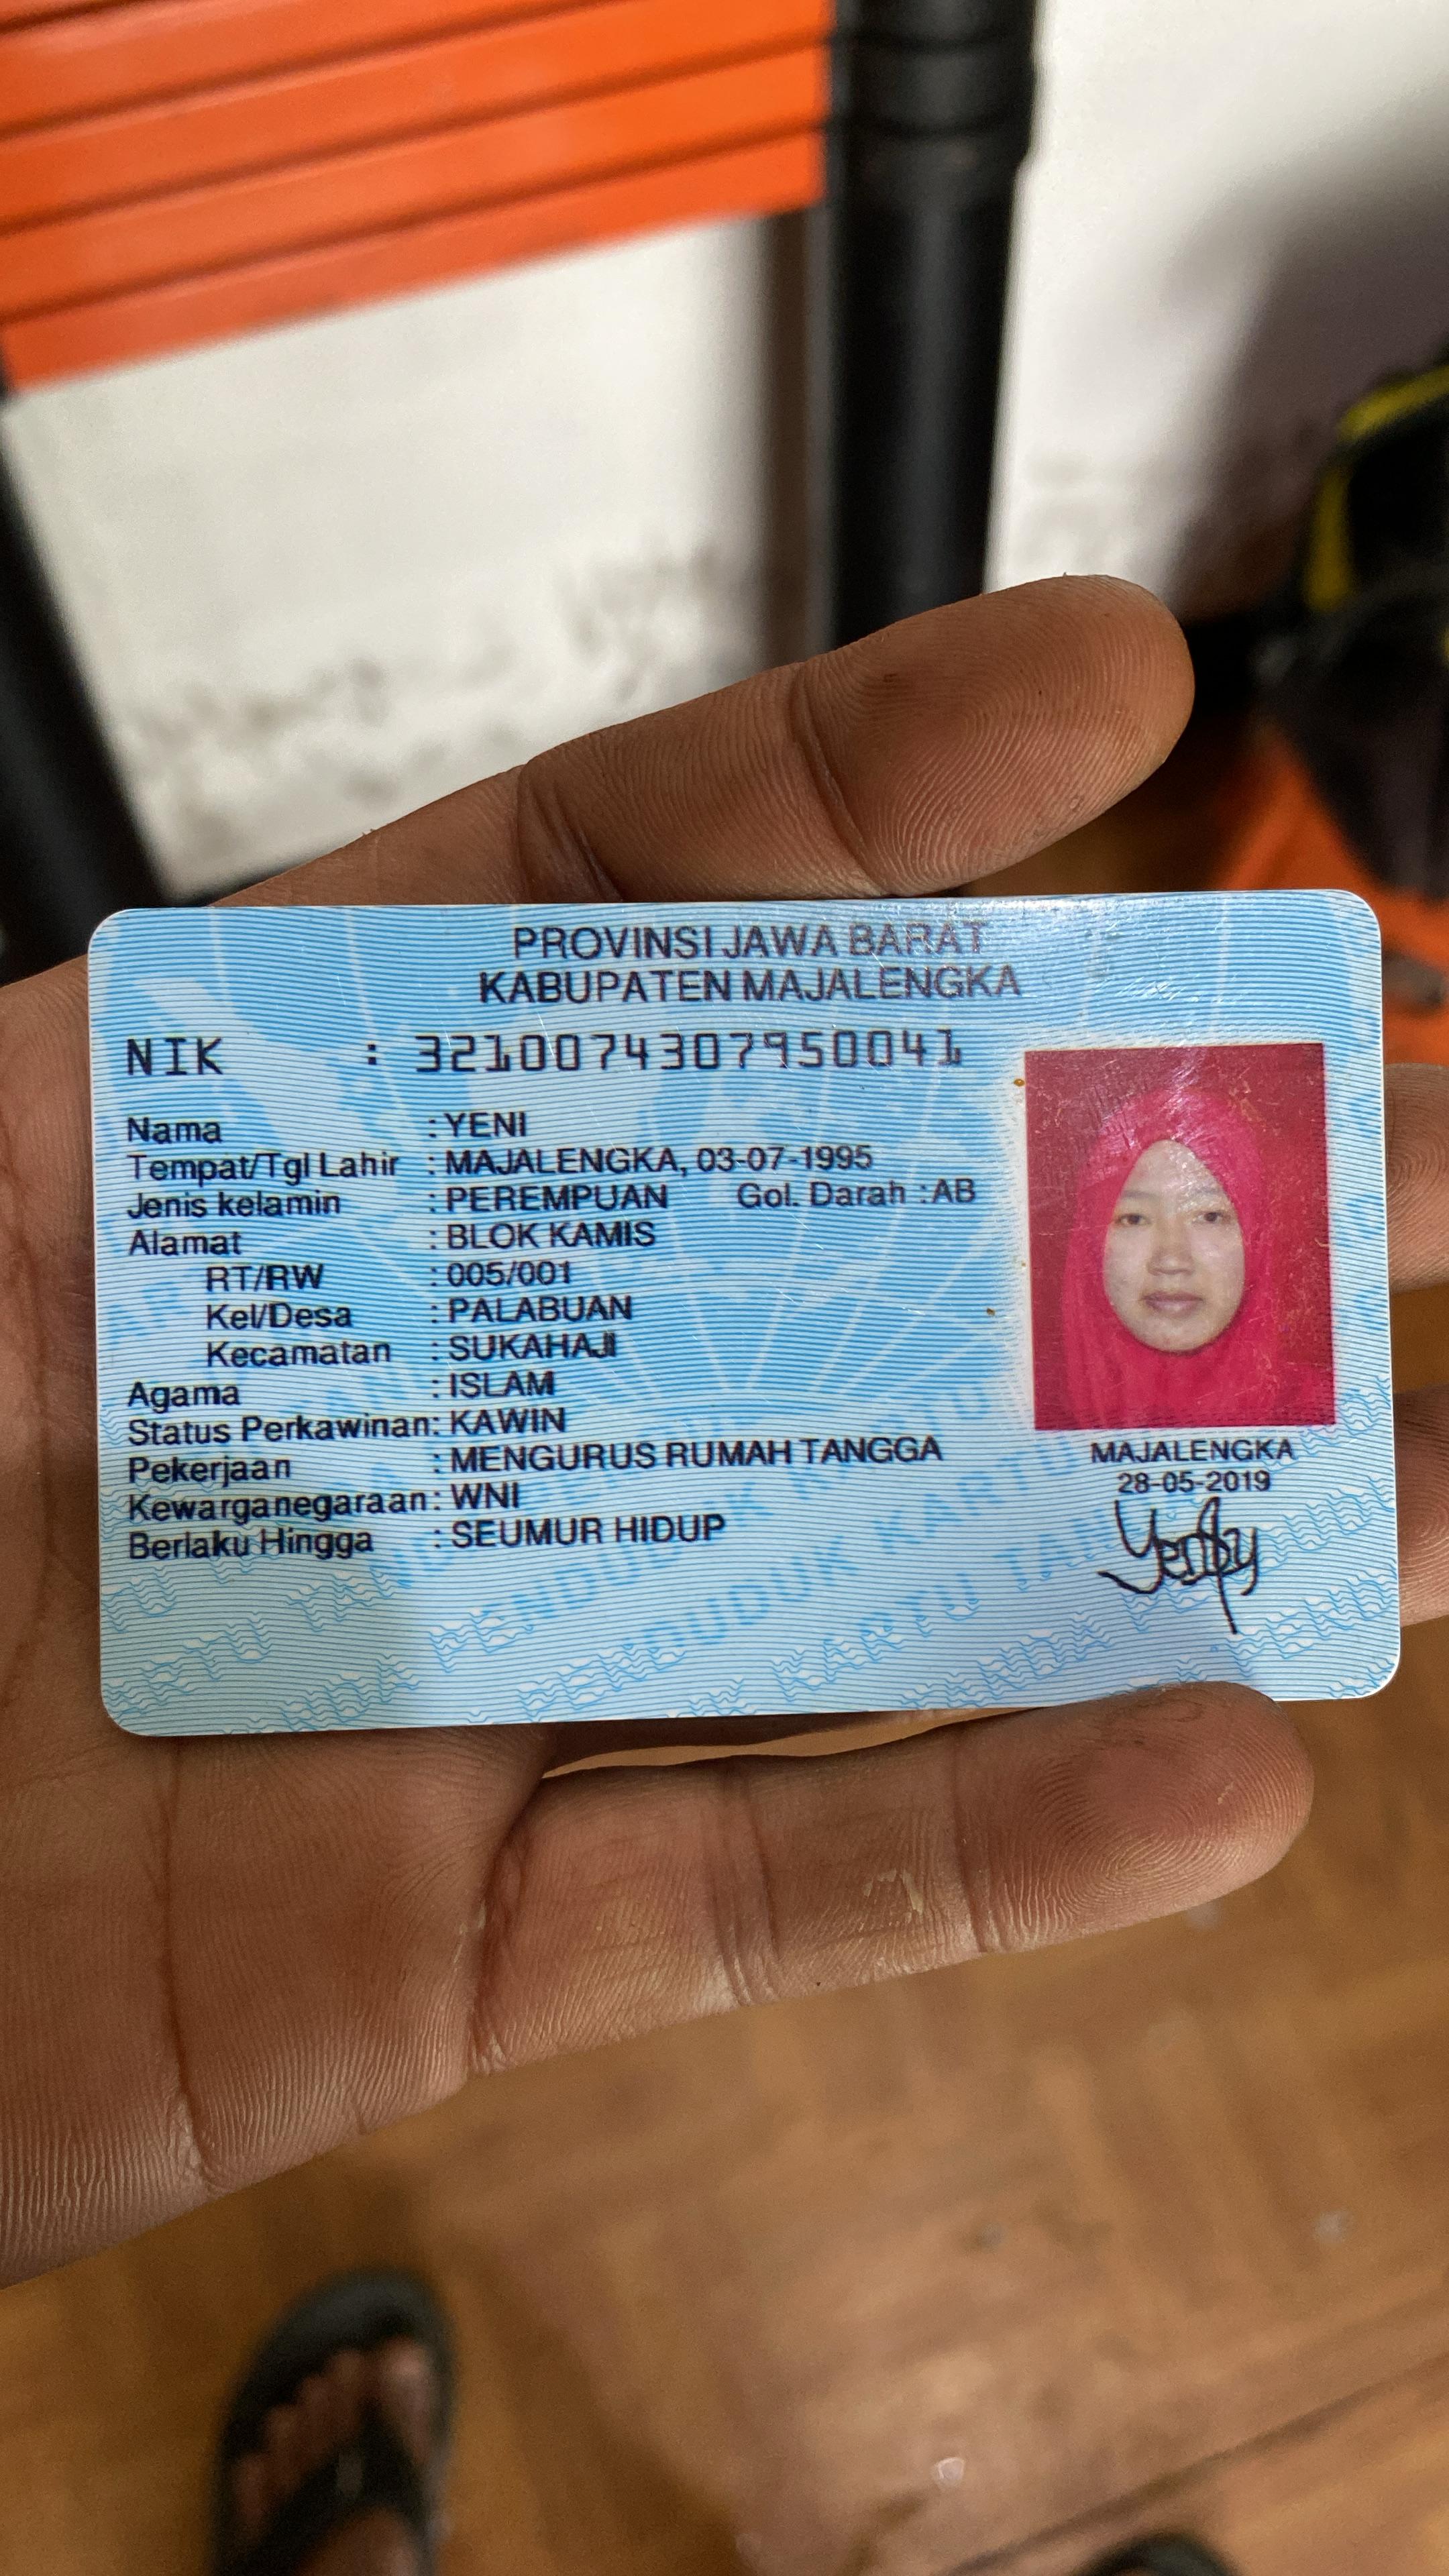 PROVINSI JAWA BARAT
KABUPATEN MAJALENGKA
NIK : 3210074307950041
Nama : YENI
Tempat/Tgl Lahir : MAJALENGKA, 03-07-1995
Jenis kelamin : PEREMPUAN Gol. Darah : AB
Alamat : BLOK KAMIS
RT/RW : 005/001
Kel/Desa : PALABUAN
Kecamatan : SUKAHAJI
Agama : ISLAM
Status Perkawinan: KAWIN
Pekerjaan : MENGURUS RUMAH TANGGA
Kewarganegaraan: WNI
Berlaku Hingga : SEUMUR HIDUP
MAJALENGKA
28-05-2019